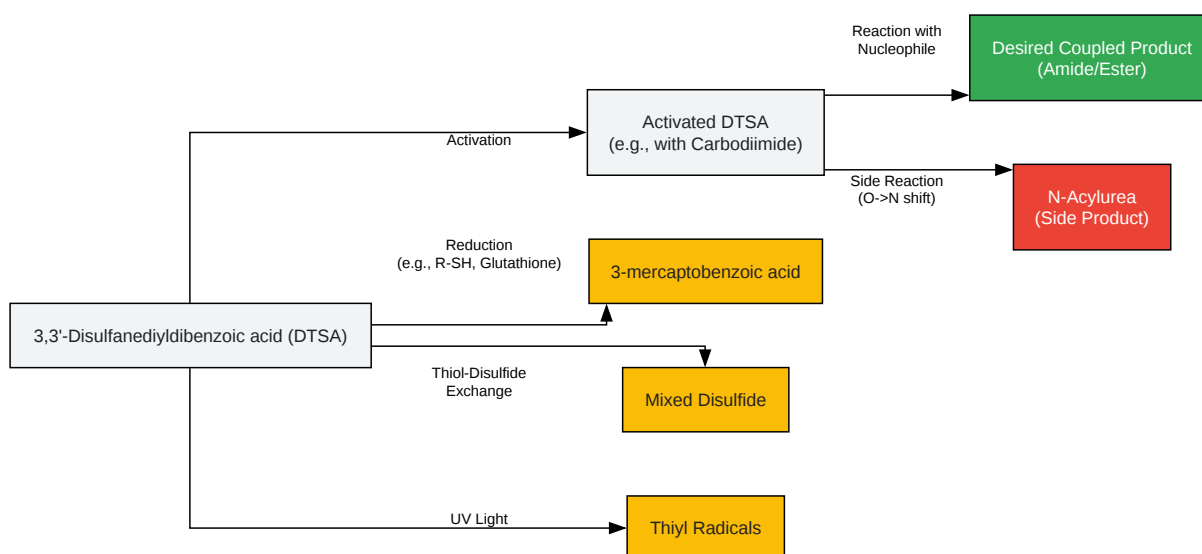 Reaction with
Nucleophile
Desired Coupled Product
(Amide/Ester)
Activation
Activated DTSA
(e.g., with Carbodiimide)
Side Reaction
(O->N shift)
N-Acylurea
(Side Product)
Reduction
(e.g., R-SH, Glutathione)
3-mercaptobenzoic acid
3,3'-Disulfanediyldibenzoic acid (DTSA)
Thiol-Disulfide
Exchange
Mixed Disulfide
UV Light
Thiyl Radicals